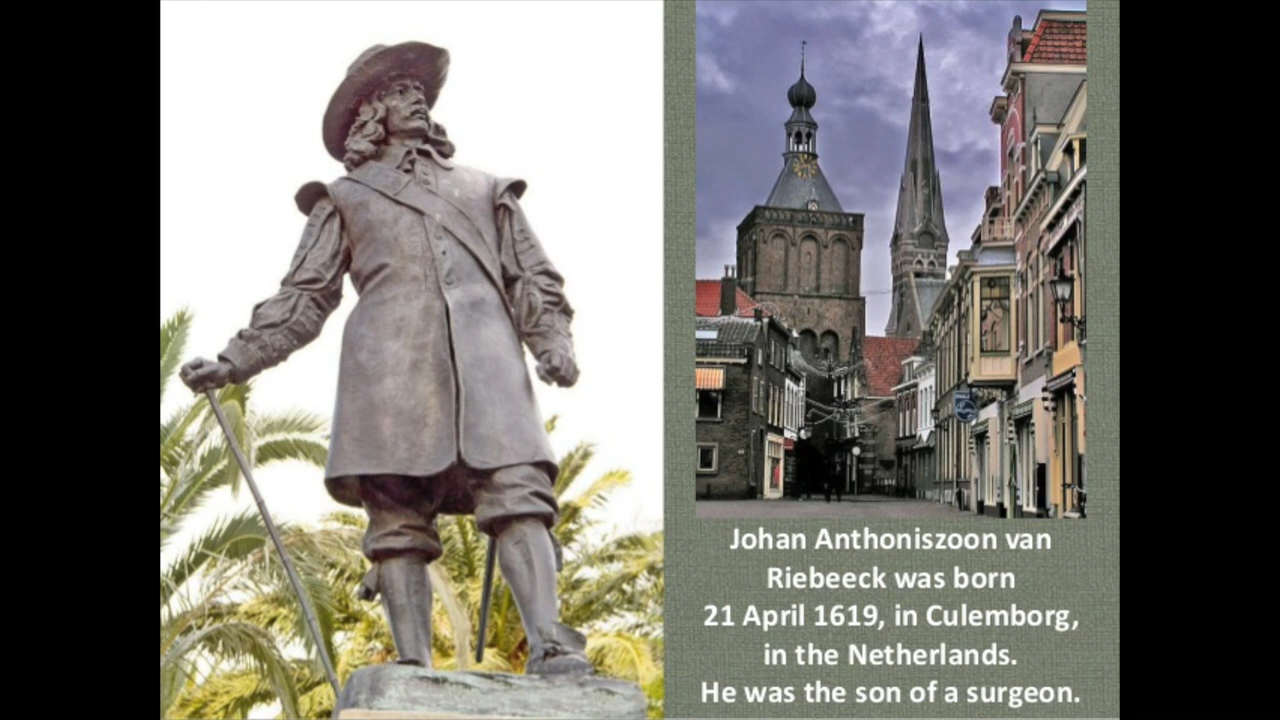 Johan Anthoniszoon van
Riebeeck was born
21 April 1619, in Culemborg,
in the Netherlands.
He was the son of a surgeon.